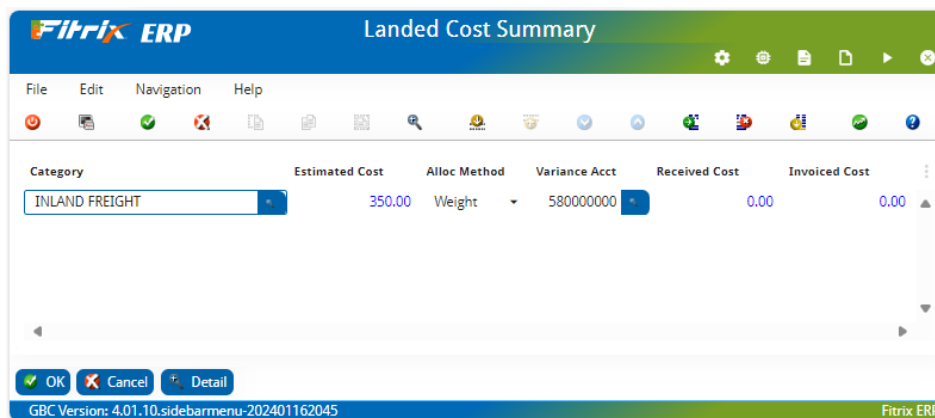 Fitrix ERP
Landed Cost Summary
File Edit Navigation Help
Category Estimated Cost Alloc Method Variance Acct Received Cost Invoiced Cost
INLAND FREIGHT 350.00 Weight 580000000 0.00 0.00
OK Cancel Detail
GBC Version: 4.01.10.sidebarmenu-202401162045 Fitrix ERP